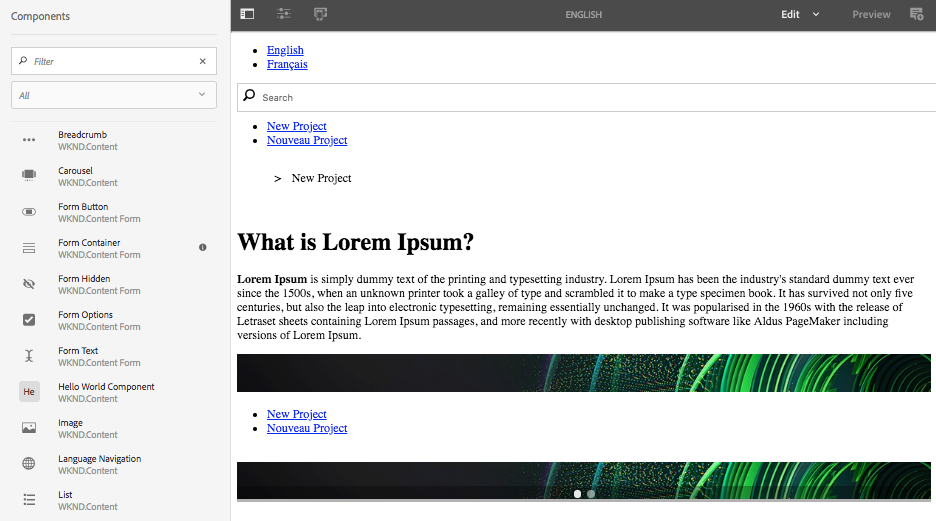 Components
Filter
All
Breadcrumb
WKND.Content
Carousel
WKND.Content
Form Button
WKND.Content Form
Form Container
WKND.Content Form
Form Hidden
WKND.Content Form
Form Options
WKND.Content Form
Form Text
WKND.Content Form
He
Hello World Component
WKND.Content
Image
WKND.Content
Language Navigation
WKND.Content
List
WKND.Content
ENGLISH
Edit
Preview
English
Français
Search
New Project
Nouveau Project
> New Project
What is Lorem Ipsum?
Lorem Ipsum is simply dummy text of the printing and typesetting industry. Lorem Ipsum has been the industry's standard dummy text ever
since the 1500s, when an unknown printer took a galley of type and scrambled it to make a type specimen book. It has survived not only five
centuries, but also the leap into electronic typesetting, remaining essentially unchanged. It was popularised in the 1960s with the release of
Letraset sheets containing Lorem Ipsum passages, and more recently with desktop publishing software like Aldus PageMaker including
versions of Lorem Ipsum.
New Project
Nouveau Project